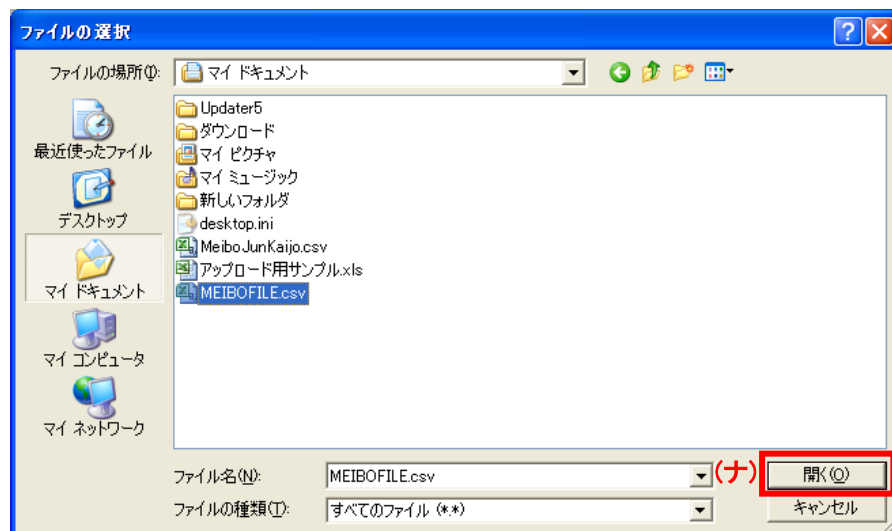 ファイルの選択
ファイルの場所(I):
マイ ドキュメント
最近使ったファイル
デスクトップ
マイ ドキュメント
マイ コンピュータ
マイ ネットワーク
Updater5
ダウンロード
マイ ピクチャ
マイ ミュージック
新しいフォルダ
desktop.ini
MeiboJunKaijo.csv
アップロード用サンプル.xls
MEIBOFILE.csv
ファイル名(N):
MEIBOFILE.csv
(ナ)
開く(O)
ファイルの種類(T):
すべてのファイル (*.*)
キャンセル